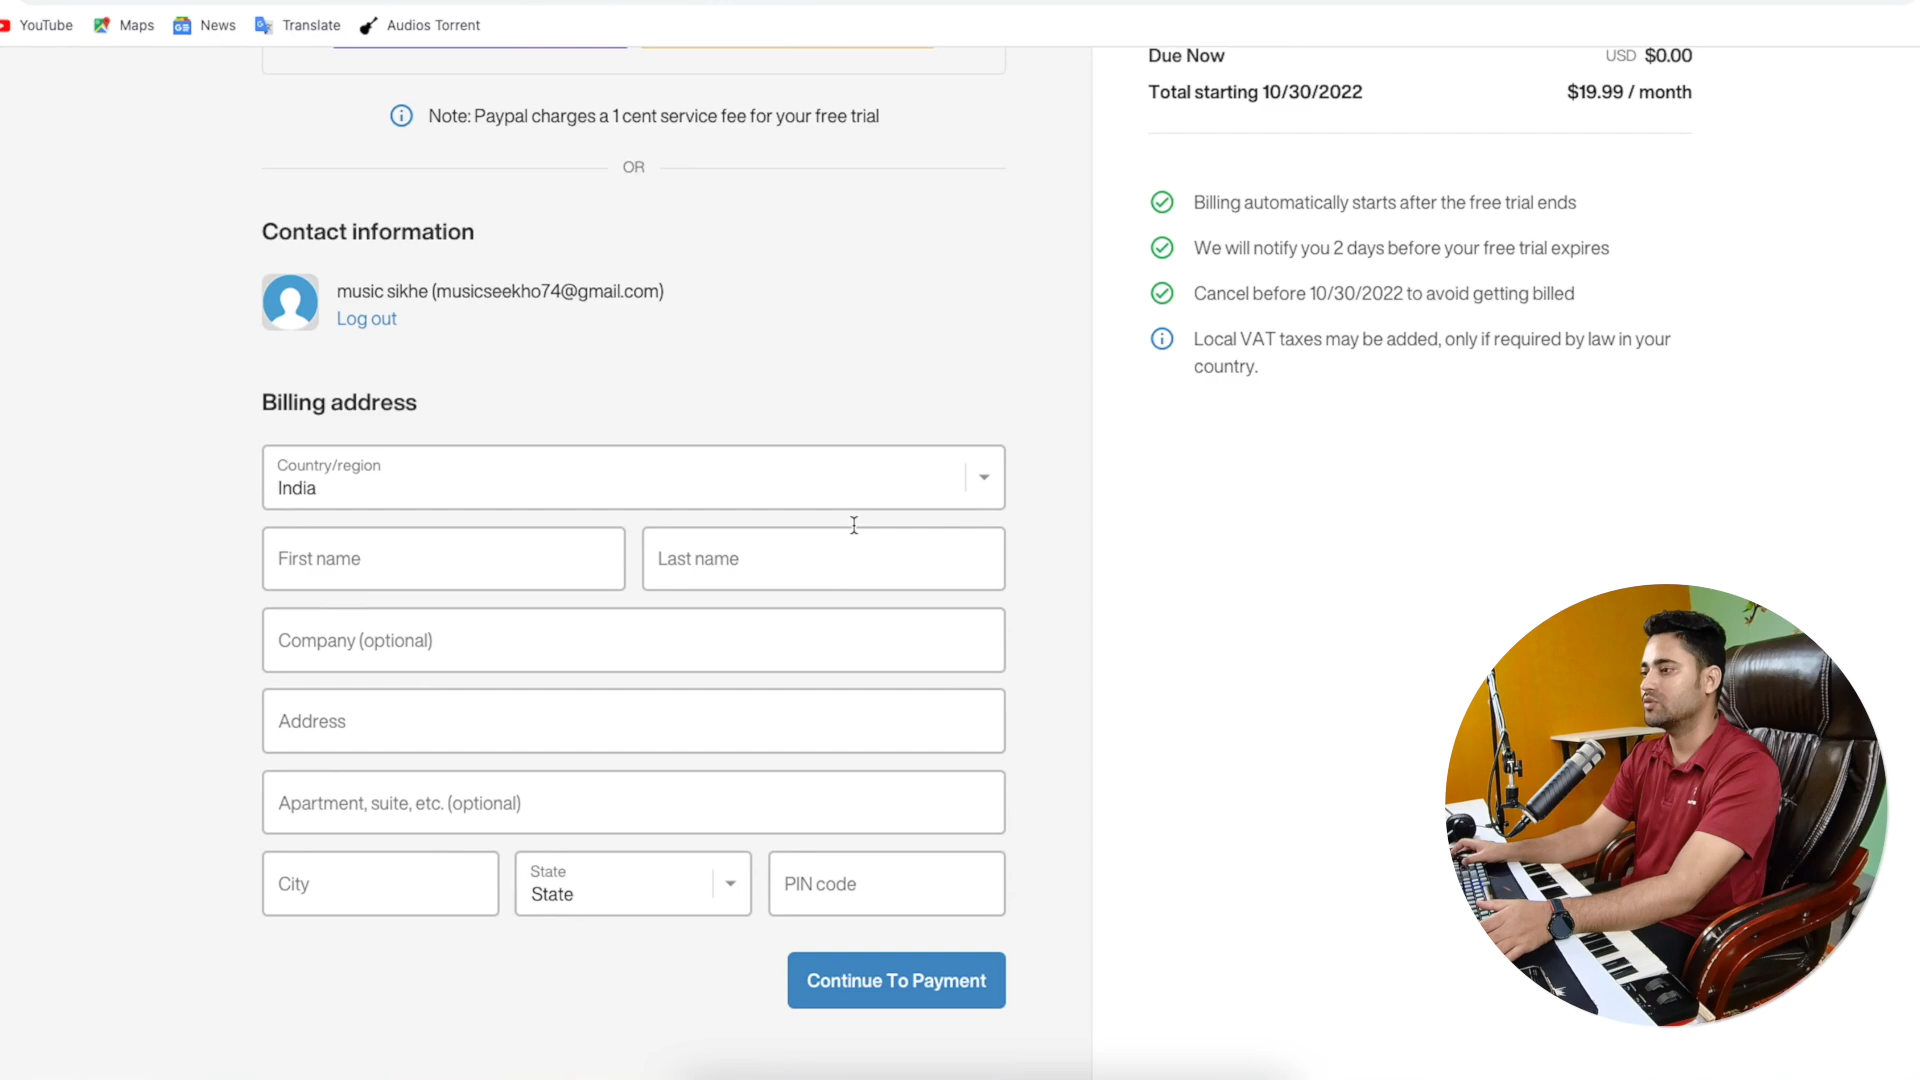 YouTube
Maps
News
Translate
Audios Torrent
Due Now
USD $0.00
Total starting 10/30/2022
$19.99 / month
Note: Paypal charges a 1 cent service fee for your free trial
OR
Contact information
music sikhe (musicseekho74@gmail.com)
Log out
Billing automatically starts after the free trial ends
We will notify you 2 days before your free trial expires
Cancel before 10/30/2022 to avoid getting billed
Local VAT taxes may be added, only if required by law in your
country.
Billing address
Country/region
India
First name
Last name
Company (optional)
Address
Apartment, suite, etc. (optional)
City
State
State
PIN code
Continue To Payment